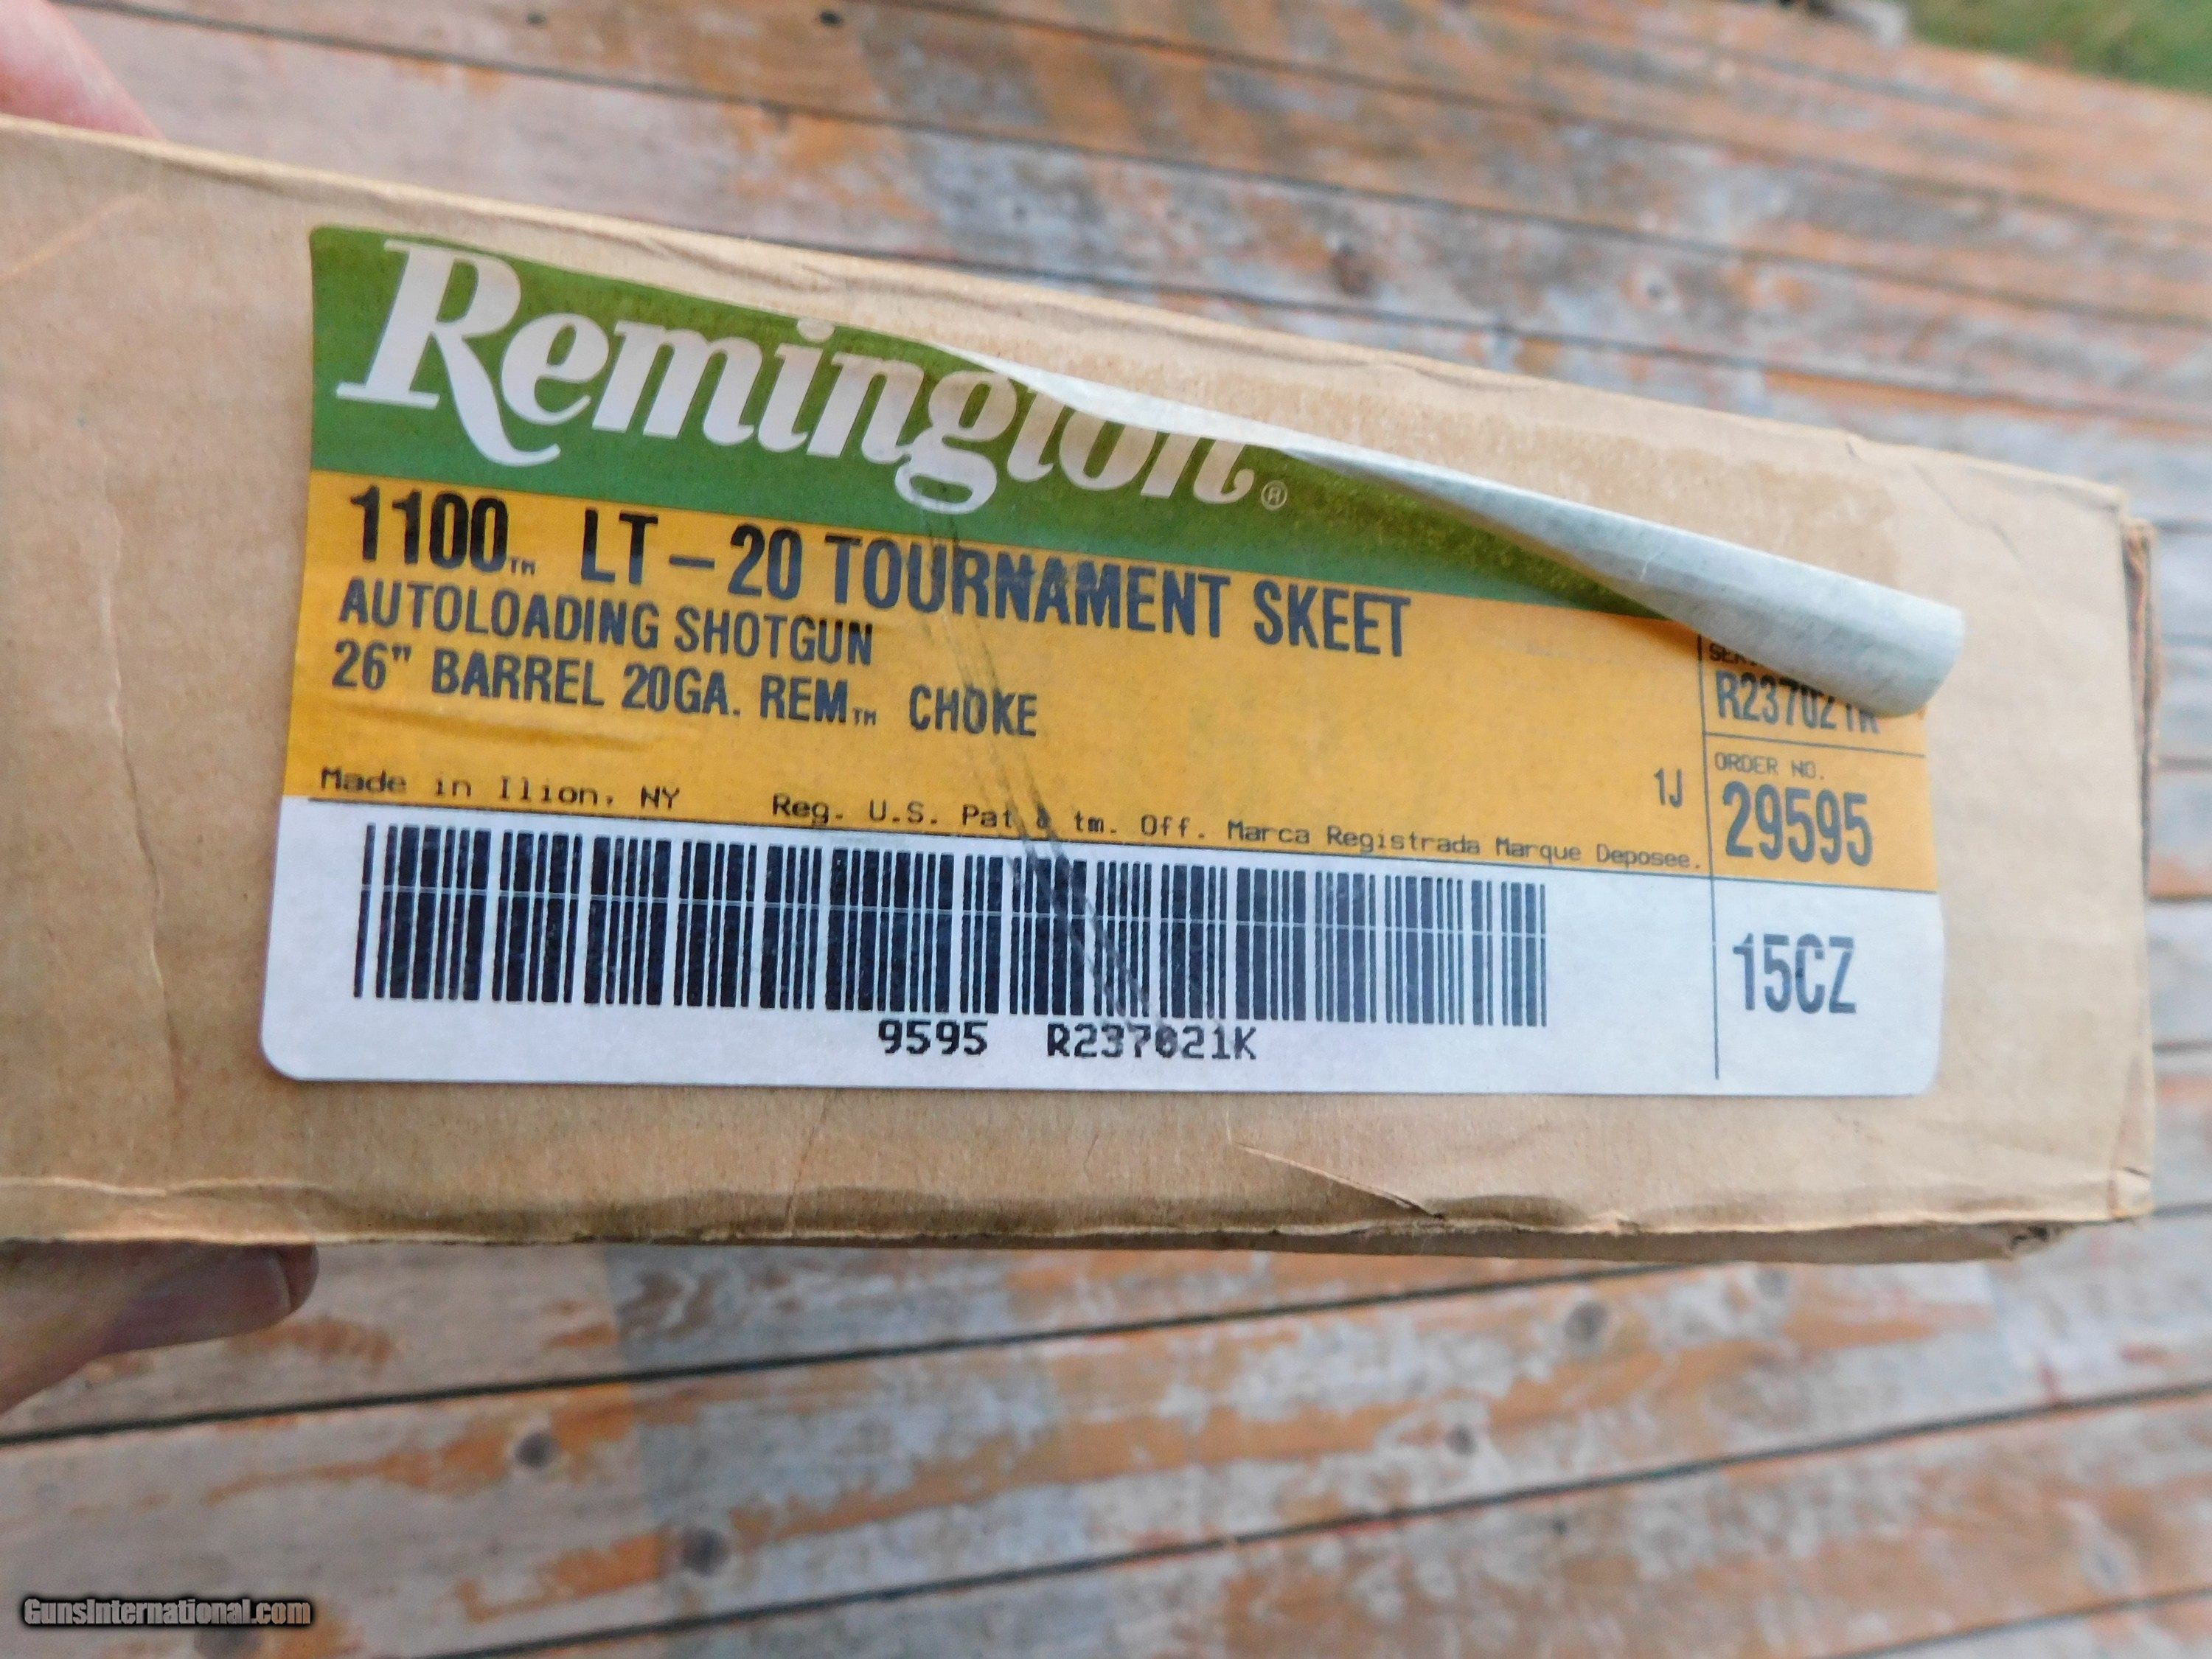 Remington®
1100™ LT-20 TOURNAMENT SKEET
AUTOLOADING SHOTGUN
26" BARREL 20GA. REM™ CHOKE
R237021K
Made in Ilion, NY Reg. U.S. Pat & tm. Off. Marca Registrada Marque Deposee.
1J
ORDER NO.
29595
15CZ
9595 R237021K
GunsInternational.com